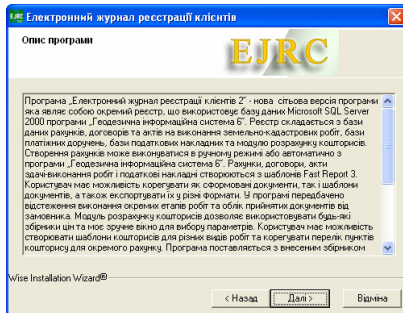 Електронний журнал реєстрації клієнтів
Опис програми
EJRC
Програма „Електронний журнал реєстрації клієнтів 2" - нова сітьова версія програми
яка являє собою окремий реєстр, що використовує базу даних Microsoft SQL Server
2000 програми „Геодезична інформаційна система 6". Реєстр складається з бази
даних рахунків, договорів та актів на виконання земельно-кадастрових робіт, бази
платіжних доручень, бази податкових накладних та модулю розрахунку кошторисів.
Створення рахунків може виконуватися в ручному режимі або автоматично з
програми „Геодезична інформаційна система 6". Рахунки, договори, акти
здачі-виконання робіт і податкові накладні створюються з шаблонів Fast Report 3.
Користувач має можливість корегувати як сформовані документи, так і шаблони
документів, а також експортувати їх у різні формати. У програмі передбачено
відстеження виконання окремих етапів робіт та облік прийнятих документів від
замовника. Модуль розрахунку кошторисів дозволяє використовувати будь-які
збірники цін та моє зручне вікно для вибору параметрів. Користувач має можливість
створювати шаблони кошторисів для різних видів робіт та корегувати перелік пунктів
кошторису для окремого рахунку. Програма поставляється з внесеним збірником
Wise Installation Wizard®
< Назад
Далі >
Відміна